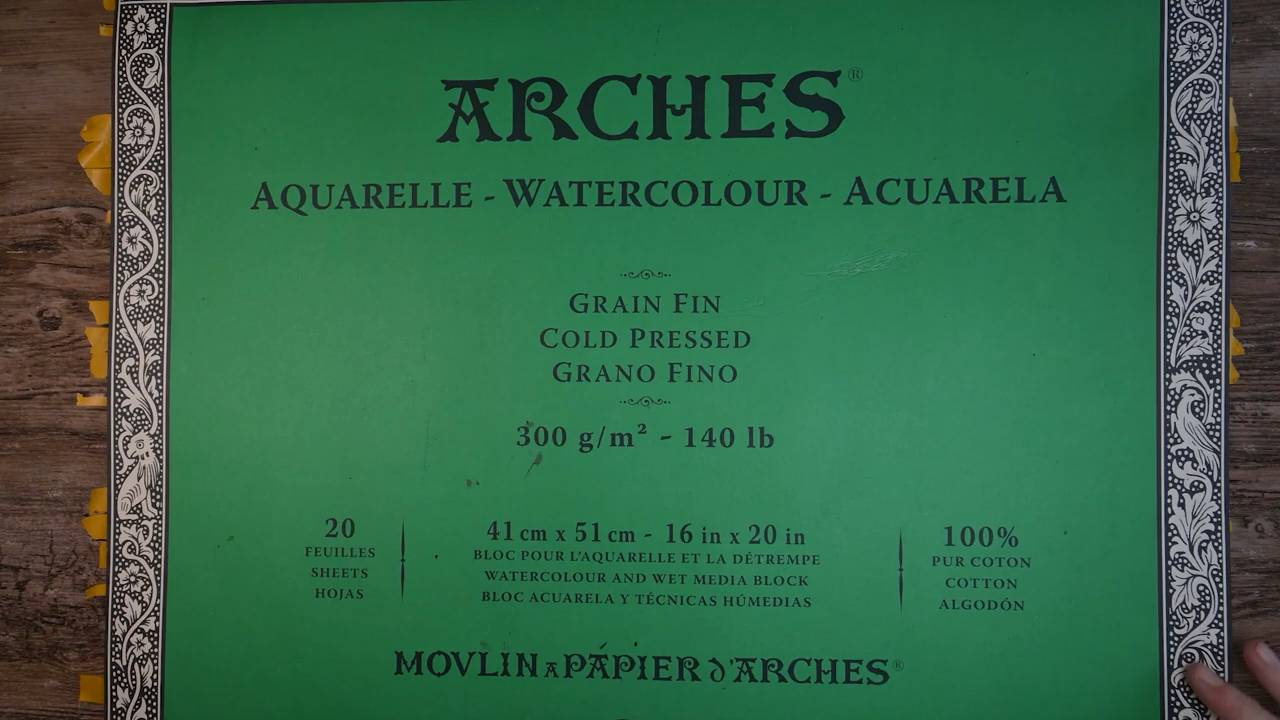 ARCHES®
AQUARELLE - WATERCOLOUR - ACUARELA
GRAIN FIN
COLD PRESSED
GRANO FINO
300 g/m² - 140 lb
20
FEUILLES
SHEETS
HOJAS
41 cm x 51 cm - 16 in x 20 in
BLOC POUR L'AQUARELLE ET LA DÉTREMPE
WATERCOLOUR AND WET MEDIA BLOCK
BLOC ACUARELA Y TÉCNICAS HÚMEDIAS
100%
PUR COTON
COTTON
ALGODÓN
MOVLIN A PAPIER d'ARCHES®